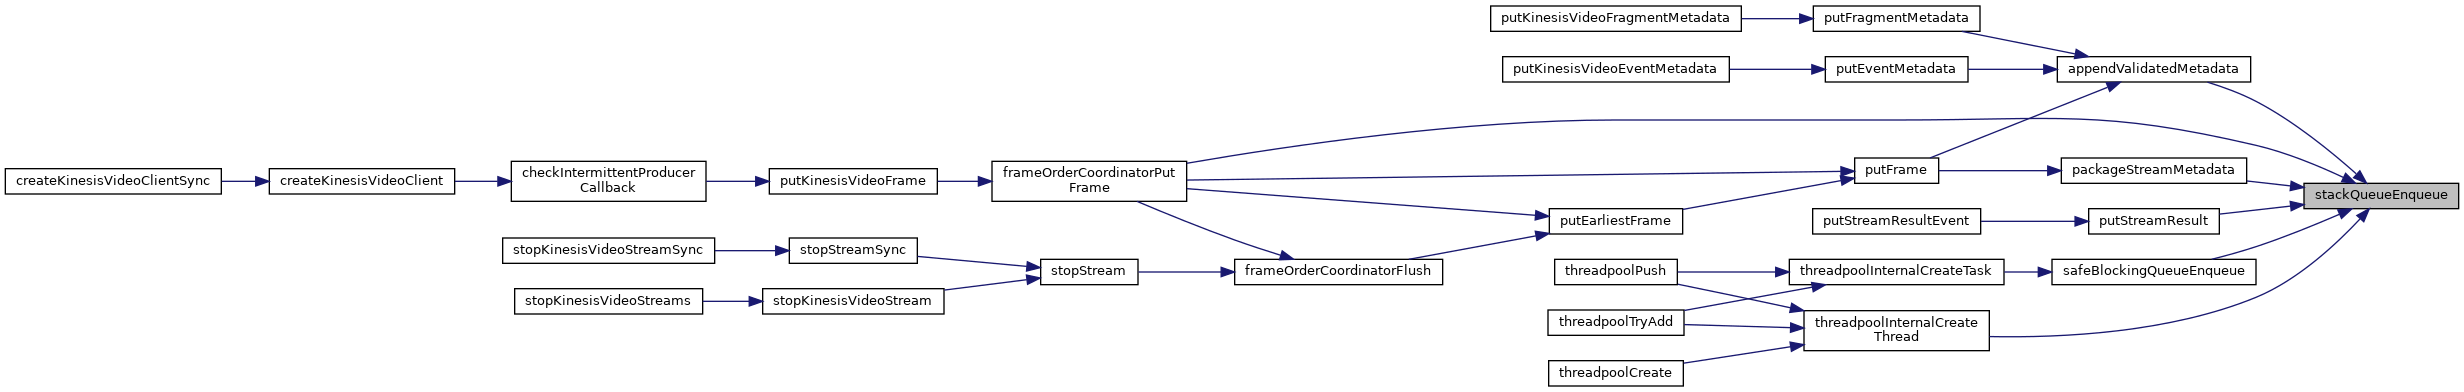 putKinesisVideoFragmentMetadata
putFragmentMetadata
putKinesisVideoEventMetadata
putEventMetadata
appendValidatedMetadata
createKinesisVideoClientSync
createKinesisVideoClient
checkIntermittentProducer
Callback
putKinesisVideoFrame
frameOrderCoordinatorPut
Frame
putFrame
packageStreamMetadata
stackQueueEnqueue
putEarliestFrame
putStreamResultEvent
putStreamResult
stopKinesisVideoStreamSync
stopStreamSync
stopStream
frameOrderCoordinatorFlush
threadpoolPush
threadpoolInternalCreateTask
safeBlockingQueueEnqueue
stopKinesisVideoStreams
stopKinesisVideoStream
threadpoolTryAdd
threadpoolInternalCreate
Thread
threadpoolCreate